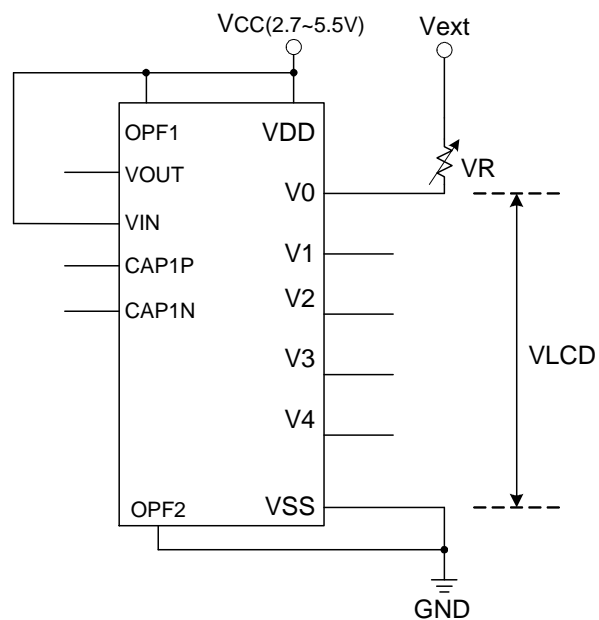 VCC(2.7~5.5V)
Vext
OPF1
VDD
VOUT
VR
V0
VIN
V1
CAP1P
V2
CAP1N
V3
VLCD
V4
OPF2
VSS
GND